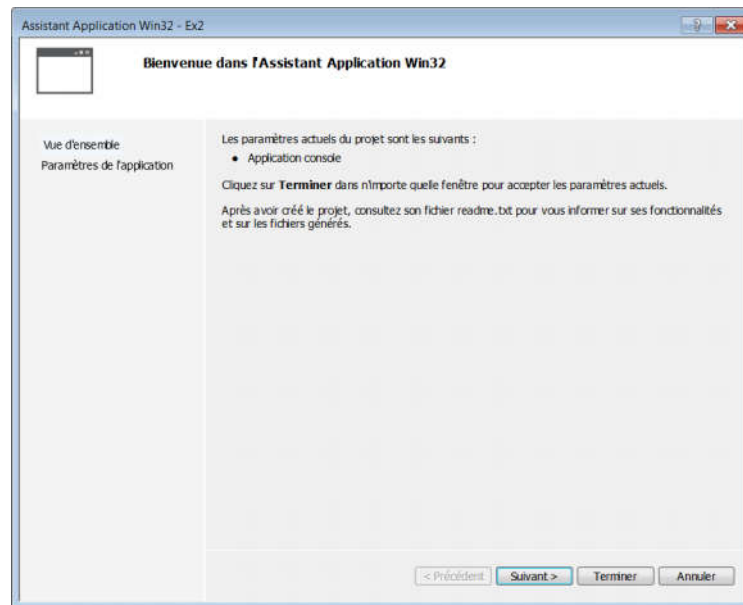 Assistant Application Win32 - Ex2
Bienvenue dans l'Assistant Application Win32
Vue d'ensemble
Paramètres de l'application
Les paramètres actuels du projet sont les suivants :
• Application console
Cliquez sur Terminer dans n'importe quelle fenêtre pour accepter les paramètres actuels.
Après avoir créé le projet, consultez son fichier readme.txt pour vous informer sur ses fonctionnalités
et sur les fichiers générés.
< Précédent Suivant > Terminer Annuler